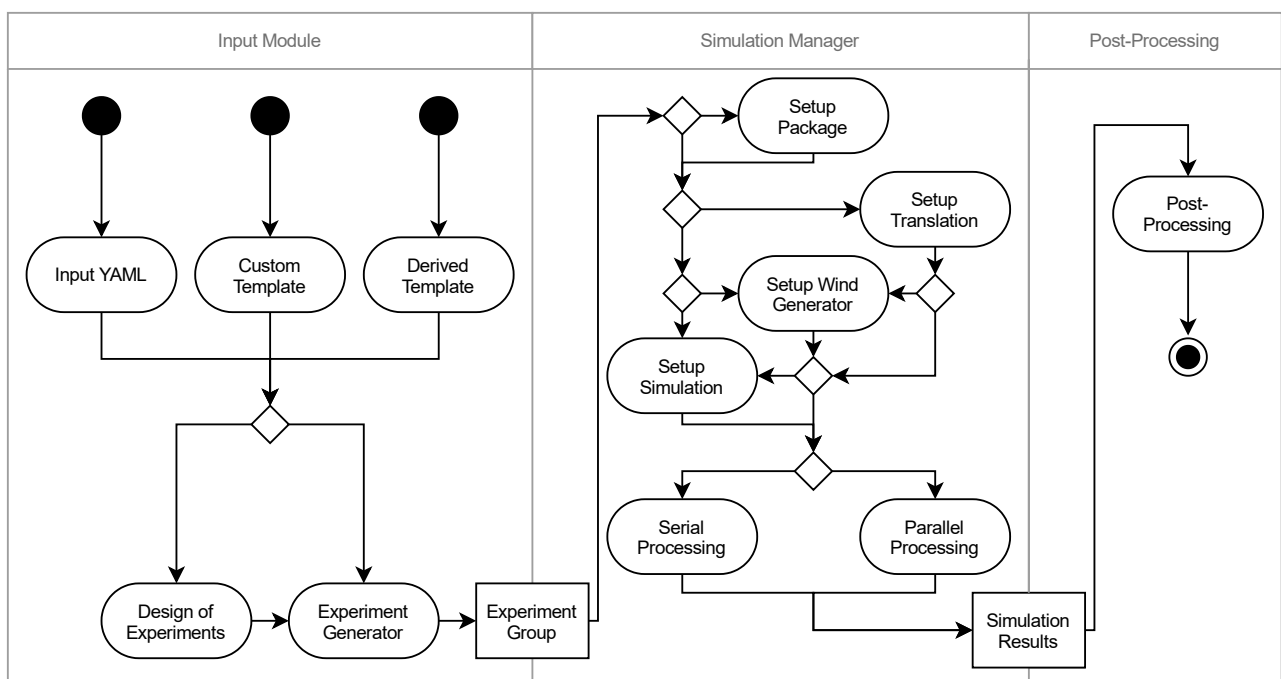 Input Module
Simulation Manager
Post-Processing
Input YAML
Custom
Template
Derived
Template
Design of
Experiments
Experiment
Generator
Experiment
Group
Setup
Package
Setup
Translation
Setup Wind
Generator
Setup
Simulation
Serial
Processing
Parallel
Processing
Simulation
Results
Post-
Processing